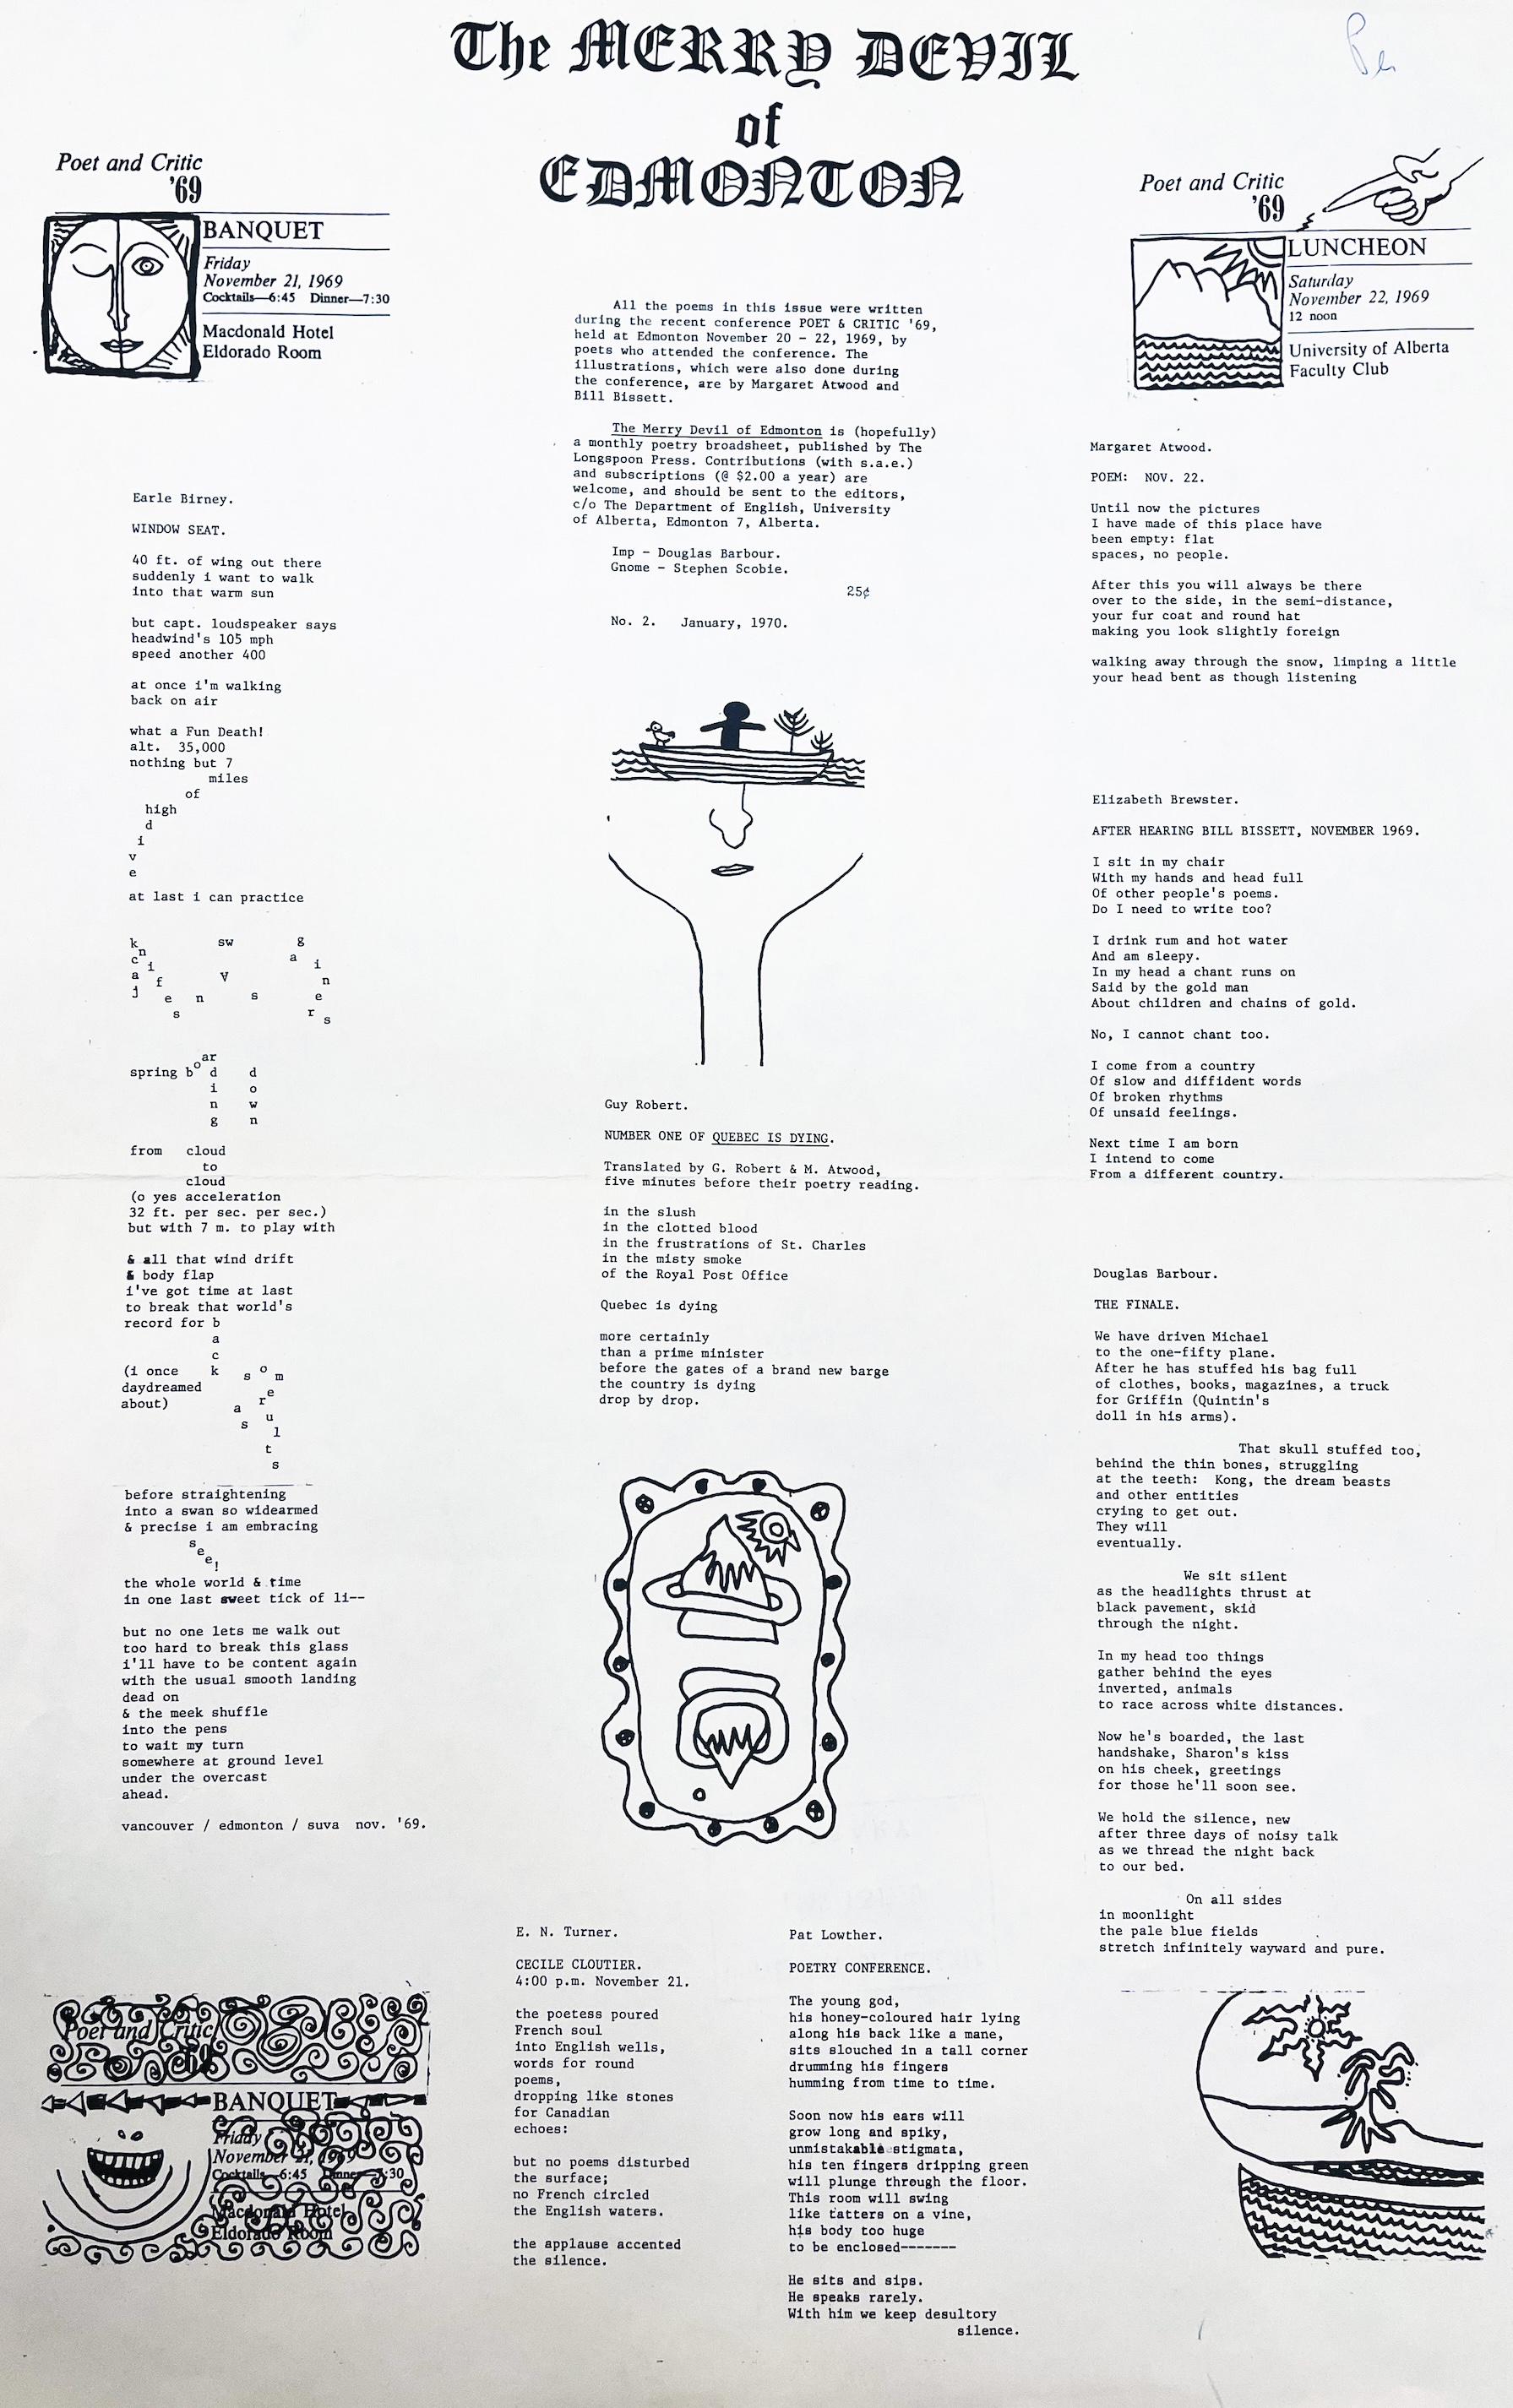 The MERRY DEVIL
of
EDMONTON
Poet and Critic
'69
BANQUET
Friday
November 21, 1969
Cocktails—6:45 Dinner—7:30
Macdonald Hotel
Eldorado Room
Earle Birney.
WINDOW SEAT.
40 ft. of wing out there
suddenly i want to walk
into that warm sun
but capt. loudspeaker says
headwind's 105 mph
speed another 400
at once i'm walking
back on air
what a Fun Death!
alt. 35,000
nothing but 7
miles
of
high
d
i
v
e
at last i can practice
k sw g
n
c i a i
a f V n
j e n s e
s r s
ar
spring bo d d
i o
n w
g n
from cloud
to
cloud
(o yes acceleration
32 ft. per sec. per sec.)
but with 7 m. to play with
& all that wind drift
& body flap
i've got time at last
to break that world's
record for b
a
c
(i once k s o m
daydreamed e
about) r
a u
s l
t
s
before straightening
into a swan so widearmed
& precise i am embracing
s
e
e!
the whole world & time
in one last sweet tick of li--
but no one lets me walk out
too hard to break this glass
i'll have to be content again
with the usual smooth landing
dead on
& the meek shuffle
into the pens
to wait my turn
somewhere at ground level
under the overcast
ahead.
vancouver / edmonton / suva nov. '69.
Poet and Critic
'69
BANQUET
Friday
November 21, 1969
Cocktails—6:45 Dinner—7:30
Macdonald Hotel
Eldorado Room
All the poems in this issue were written
during the recent conference POET & CRITIC '69,
held at Edmonton November 20 - 22, 1969, by
poets who attended the conference. The
illustrations, which were also done during
the conference, are by Margaret Atwood and
Bill Bissett.
The Merry Devil of Edmonton is (hopefully)
a monthly poetry broadsheet, published by The
Longspoon Press. Contributions (with s.a.e.)
and subscriptions (@ $2.00 a year) are
welcome, and should be sent to the editors,
c/o The Department of English, University
of Alberta, Edmonton 7, Alberta.
Imp - Douglas Barbour.
Gnome - Stephen Scobie.
25¢
No. 2. January, 1970.
Guy Robert.
NUMBER ONE OF QUEBEC IS DYING.
Translated by G. Robert & M. Atwood,
five minutes before their poetry reading.
in the slush
in the clotted blood
in the frustrations of St. Charles
in the misty smoke
of the Royal Post Office
Quebec is dying
more certainly
than a prime minister
before the gates of a brand new barge
the country is dying
drop by drop.
E. N. Turner.
CECILE CLOUTIER.
4:00 p.m. November 21.
the poetess poured
French soul
into English wells,
words for round
poems,
dropping like stones
for Canadian
echoes:
but no poems disturbed
the surface;
no French circled
the English waters.
the applause accented
the silence.
Pat Lowther.
POETRY CONFERENCE.
The young god,
his honey-coloured hair lying
along his back like a mane,
sits slouched in a tall corner
drumming his fingers
humming from time to time.
Soon now his ears will
grow long and spiky,
unmistakable stigmata,
his ten fingers dripping green
will plunge through the floor.
This room will swing
like tatters on a vine,
his body too huge
to be enclosed-------
He sits and sips.
He speaks rarely.
With him we keep desultory
silence.
Poet and Critic
'69
LUNCHEON
Saturday
November 22, 1969
12 noon
University of Alberta
Faculty Club
Margaret Atwood.
POEM: NOV. 22.
Until now the pictures
I have made of this place have
been empty: flat
spaces, no people.
After this you will always be there
over to the side, in the semi-distance,
your fur coat and round hat
making you look slightly foreign
walking away through the snow, limping a little
your head bent as though listening
Elizabeth Brewster.
AFTER HEARING BILL BISSETT, NOVEMBER 1969.
I sit in my chair
With my hands and head full
Of other people's poems.
Do I need to write too?
I drink rum and hot water
And am sleepy.
In my head a chant runs on
Said by the gold man
About children and chains of gold.
No, I cannot chant too.
I come from a country
Of slow and diffident words
Of broken rhythms
Of unsaid feelings.
Next time I am born
I intend to come
From a different country.
Douglas Barbour.
THE FINALE.
We have driven Michael
to the one-fifty plane.
After he has stuffed his bag full
of clothes, books, magazines, a truck
for Griffin (Quintin's
doll in his arms).
That skull stuffed too,
behind the thin bones, struggling
at the teeth: Kong, the dream beasts
and other entities
crying to get out.
They will
eventually.
We sit silent
as the headlights thrust at
black pavement, skid
through the night.
In my head too things
gather behind the eyes
inverted, animals
to race across white distances.
Now he's boarded, the last
handshake, Sharon's kiss
on his cheek, greetings
for those he'll soon see.
We hold the silence, new
after three days of noisy talk
as we thread the night back
to our bed.
On all sides
in moonlight
the pale blue fields
stretch infinitely wayward and pure.